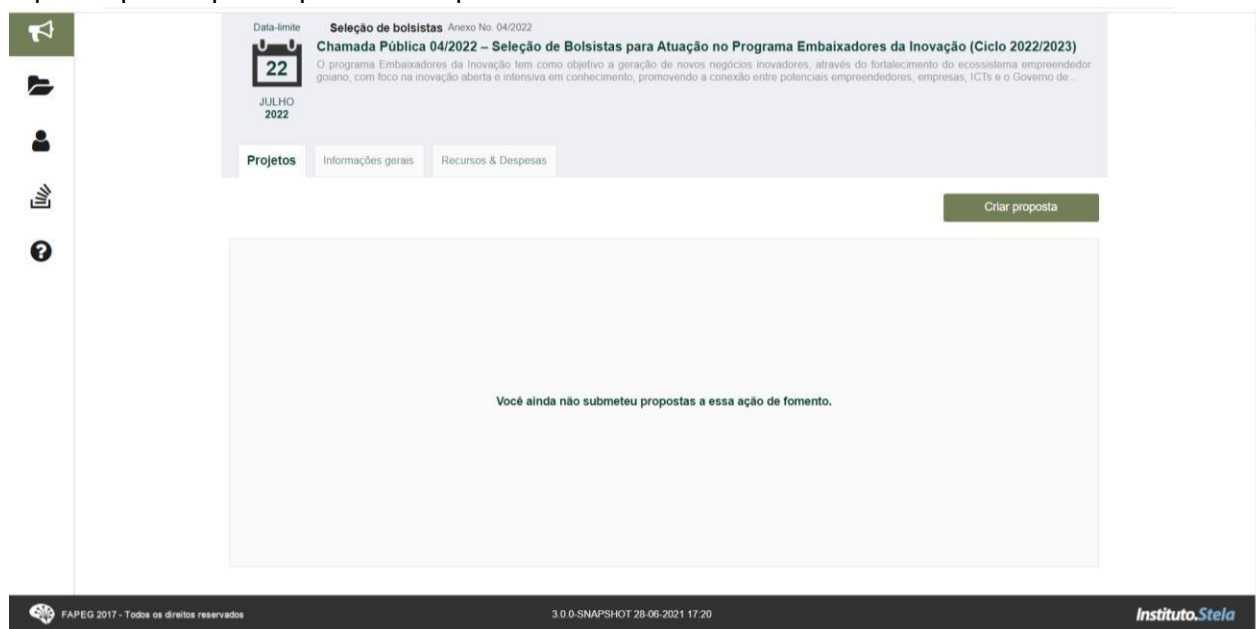 Data-limite
22
JULHO
2022
Seleção de bolsistas Anexo No. 04/2022
Chamada Pública 04/2022 – Seleção de Bolsistas para Atuação no Programa Embaixadores da Inovação (Ciclo 2022/2023)
O programa Embaixadores da Inovação tem como objetivo a geração de novos negócios inovadores, através do fortalecimento do ecossistema empreendedor
goiano, com foco na inovação aberta e intensiva em conhecimento, promovendo a conexão entre potenciais empreendedores, empresas, ICTs e o Governo de...
Projetos Informações gerais Recursos & Despesas
Criar proposta
Você ainda não submeteu propostas a essa ação de fomento.
FAPEG 2017 - Todos os direitos reservados 3.0.0-SNAPSHOT 28-06-2021 17:20 Instituto.Stela